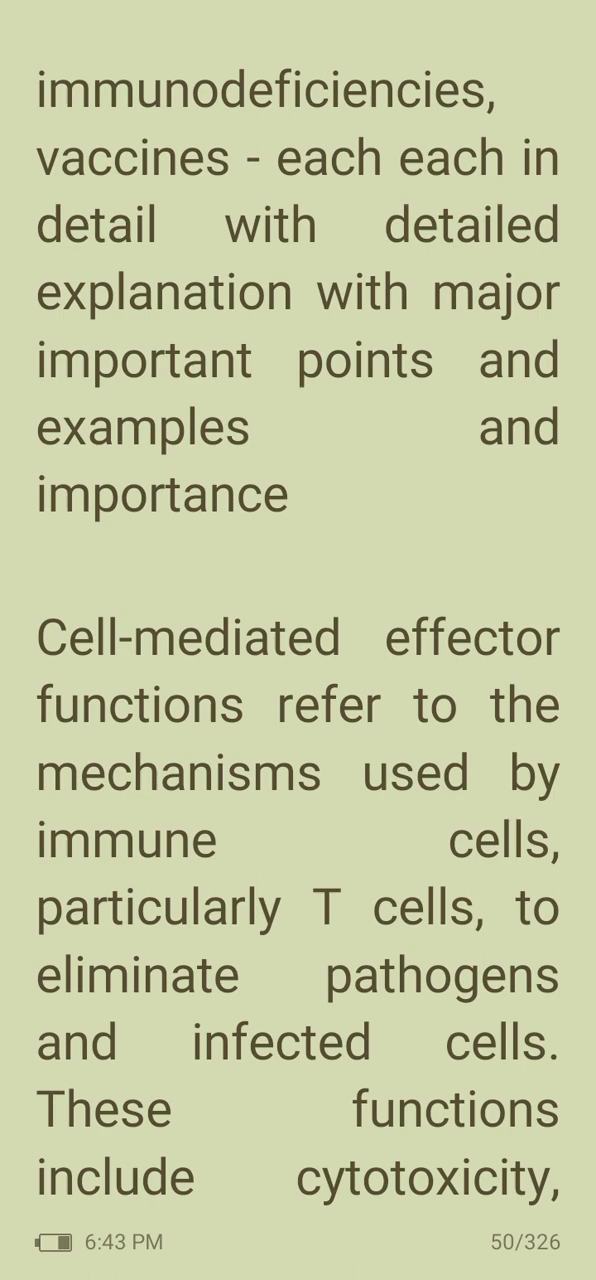 immunodeficiencies,
vaccines - each each in
detail with detailed
explanation with major
important points and
examples and
importance
Cell-mediated effector
functions refer to the
mechanisms used by
immune cells,
particularly T cells, to
eliminate pathogens
and infected cells.
These functions
include cytotoxicity,
6:43 PM 50/326